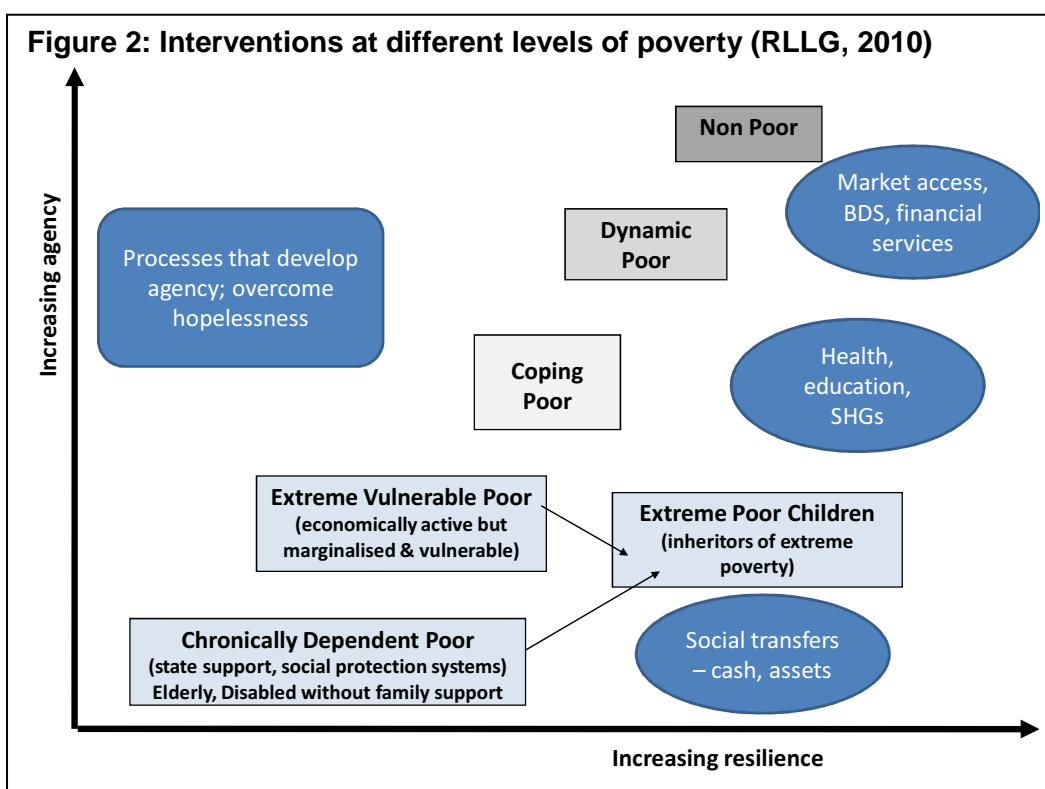 Figure 2: Interventions at different levels of poverty (RLLG, 2010)
Increasing agency
Non Poor
Market access,
BDS, financial
services
Dynamic
Poor
Processes that develop
agency; overcome
hopelessness
Coping
Poor
Health,
education,
SHGs
Extreme Vulnerable Poor
(economically active but
marginalised & vulnerable)
Extreme Poor Children
(inheritors of extreme
poverty)
Chronically Dependent Poor
(state support, social protection systems)
Elderly, Disabled without family support
Social transfers
– cash, assets
Increasing resilience